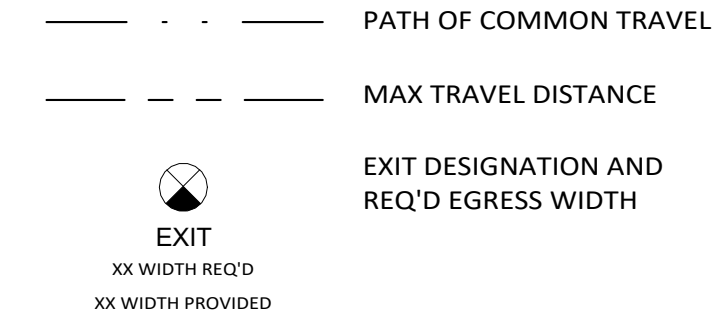 PATH OF COMMON TRAVEL
MAX TRAVEL DISTANCE
EXIT DESIGNATION AND
REQ'D EGRESS WIDTH
EXIT
XX WIDTH REQ'D
XX WIDTH PROVIDED